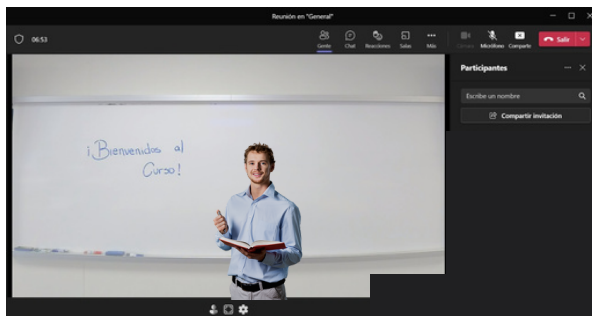 Reunión en "General"
06:53
Gente Chat Reacciones Salas Más Cámara Micrófono Compartir Salir
Participantes
Escribe un nombre
Compartir invitación
¡Bienvenidos al
Curso!